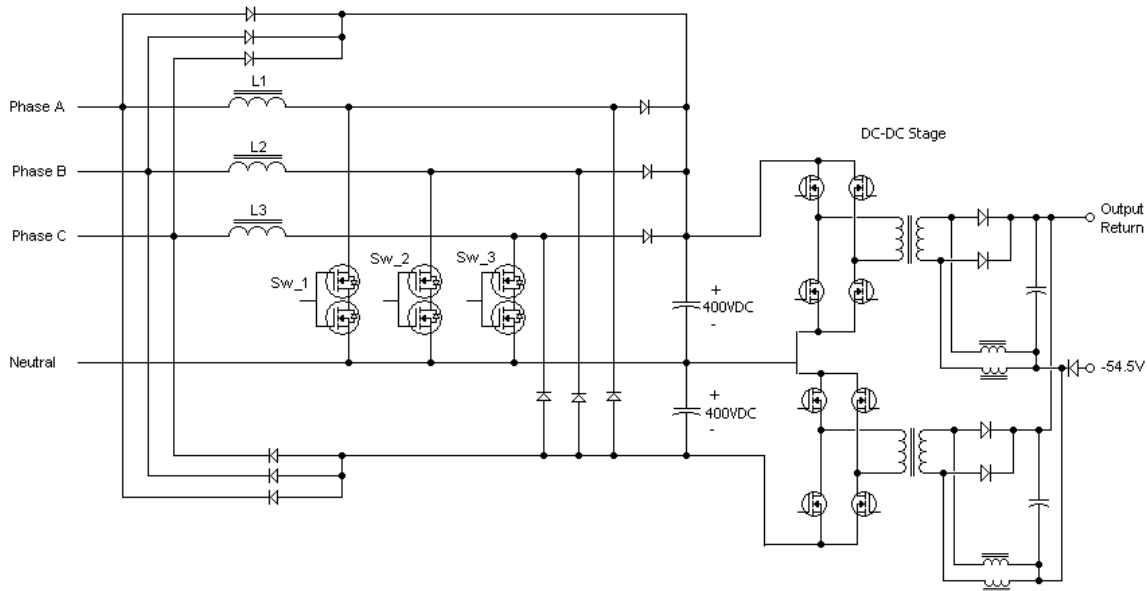 L1
Phase A
DC-DC Stage
L2
Phase B
L3
Output
Return
Phase C
Sw_1
Sw_2
Sw_3
+
400VDC
-
Neutral
-54.5V
+
400VDC
-